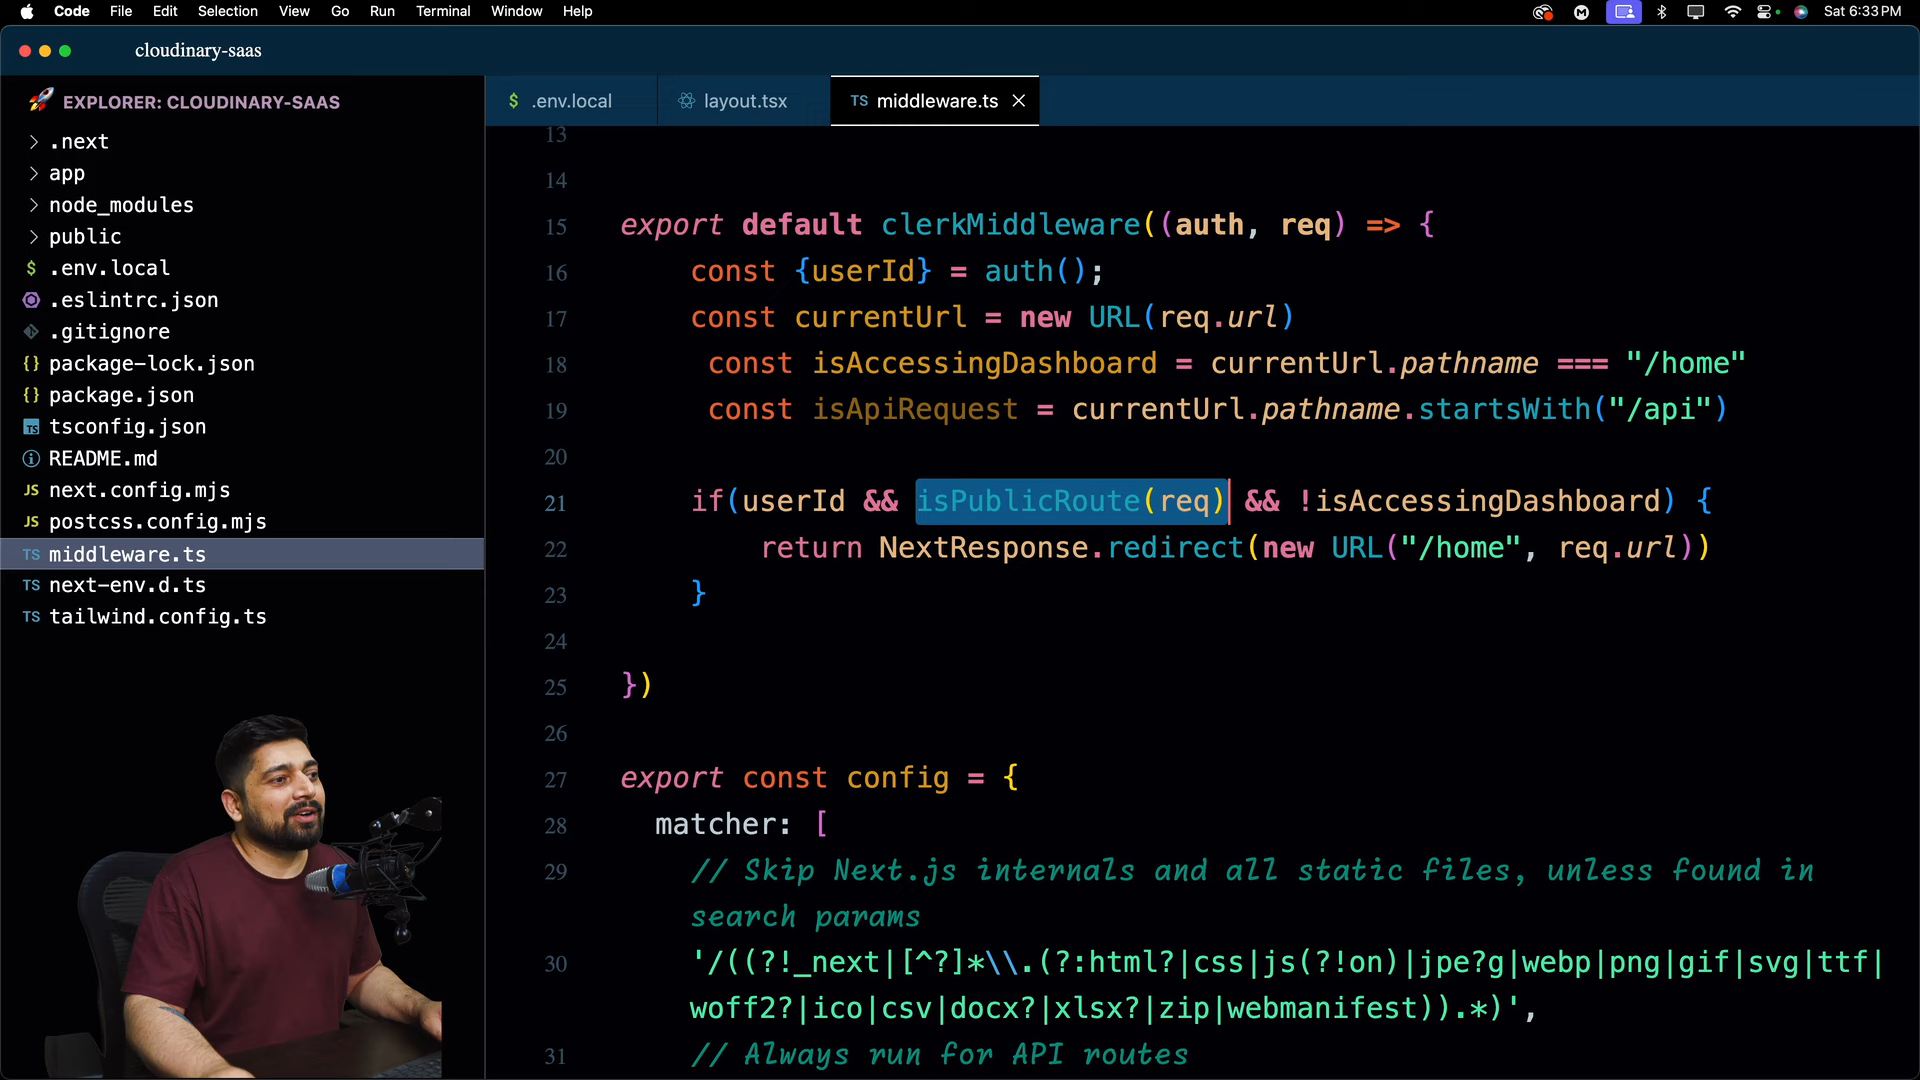 Code File Edit Selection View Go Run Terminal Window Help Sat 6:33 PM
cloudinary-saas
EXPLORER: CLOUDINARY-SAAS
.next
app
node_modules
public
$ .env.local
.eslintrc.json
.gitignore
{} package-lock.json
{} package.json
TS tsconfig.json
README.md
JS next.config.mjs
JS postcss.config.mjs
TS middleware.ts
TS next-env.d.ts
TS tailwind.config.ts
$ .env.local layout.tsx TS middleware.ts
13
14
15 export default clerkMiddleware((auth, req) => {
16 const {userId} = auth();
17 const currentUrl = new URL(req.url)
18 const isAccessingDashboard = currentUrl.pathname === "/home"
19 const isApiRequest = currentUrl.pathname.startsWith("/api")
20
21 if(userId && isPublicRoute(req) && !isAccessingDashboard) {
22 return NextResponse.redirect(new URL("/home", req.url))
23 }
24
25 })
26
27 export const config = {
28 matcher: [
29 // Skip Next.js internals and all static files, unless found in
search params
30 '/((?!_next|[^?]*\\.(?:html?|css|js(?!on)|jpe?g|webp|png|gif|svg|ttf|
woff2?|ico|csv|docx?|xlsx?|zip|webmanifest)).*)',
31 // Always run for API routes